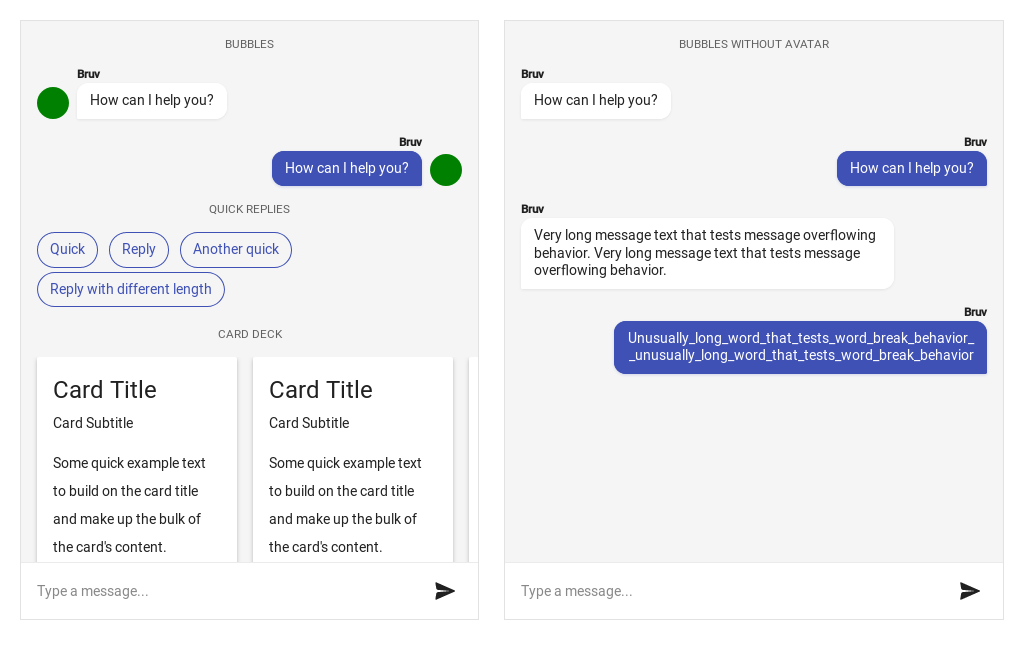 BUBBLES
Bruv
How can I help you?
Bruv
How can I help you?
QUICK REPLIES
Quick
Reply
Another quick
Reply with different length
CARD DECK
Card Title
Card Subtitle
Some quick example text
to build on the card title
and make up the bulk of
the card's content.
Card Title
Card Subtitle
Some quick example text
to build on the card title
and make up the bulk of
the card's content.
Type a message...
BUBBLES WITHOUT AVATAR
Bruv
How can I help you?
Bruv
How can I help you?
Bruv
Very long message text that tests message overflowing
behavior. Very long message text that tests message
overflowing behavior.
Bruv
Unusually_long_word_that_tests_word_break_behavior_
_unusually_long_word_that_tests_word_break_behavior
Type a message...